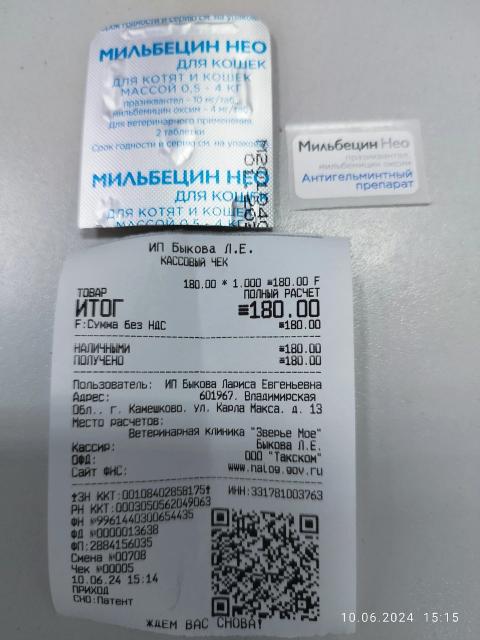 МИЛЬБЕЦИН НЕО
ДЛЯ КОШЕК
ДЛЯ КОТЯТ И КОШЕК
МАССОЙ 0,5 - 4 КГ
празиквантел - 10 мг/таб.
мильбемицин оксим - 4 мг/таб.
Для ветеринарного применения
2 таблетки
Срок годности и серию см. на упаковке
МИЛЬБЕЦИН НЕО
ДЛЯ КОШЕК
ДЛЯ КОТЯТ И КОШЕК
МАССОЙ 0,5 - 4 КГ
Мильбецин Нео
празиквантел,
мильбемицин оксим
Антигельминтный
препарат
ИП Быкова Л.Е.
КАССОВЫЙ ЧЕК
180.00 * 1.000 ≡180.00 F
ТОВАР ПОЛНЫЙ РАСЧЕТ
ИТОГ ≡180.00
F:Сумма без НДС ≡180.00
НАЛИЧНЫМИ ≡180.00
ПОЛУЧЕНО ≡180.00
Пользователь: ИП Быкова Лариса Евгеньевна
Адрес: 601967, Владимирская
Обл., г. Камешково, ул. Карла Макса, д. 13
Место расчетов:
Ветеринарная клиника "Зверье Мое"
Кассир: Быкова Л.Е.
ОФД: ООО "Такском"
Сайт ФНС: www.nalog.gov.ru
ЗН ККТ:00108402858175 ИНН:331781003763
РН ККТ:0003050562049063
ФН №9961440300654435
ФД №0000013638
ФП:2884156035
Смена №00708
Чек №00005
10.06.24 15:14
ПРИХОД
СНО:Патент
ЖДЕМ ВАС СНОВА!
10.06.2024 15:15